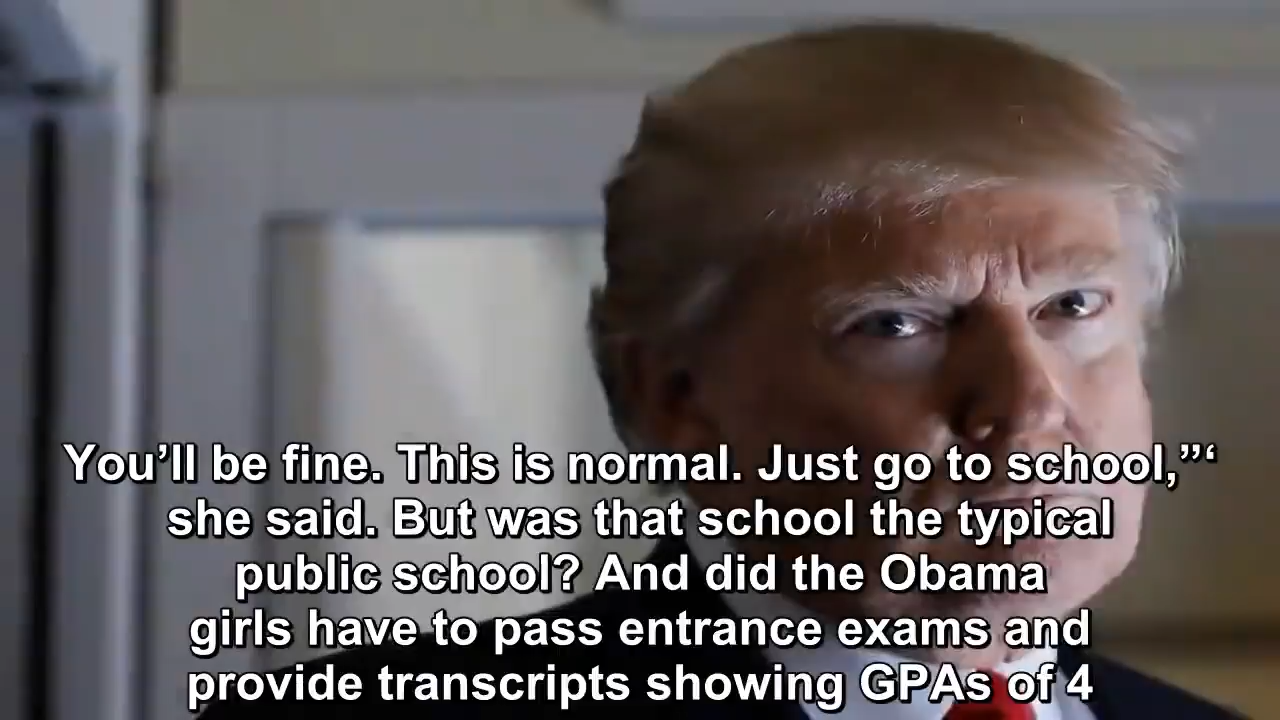 You’ll be fine. This is normal. Just go to school,”‘
she said. But was that school the typical
public school? And did the Obama
girls have to pass entrance exams and
provide transcripts showing GPAs of 4